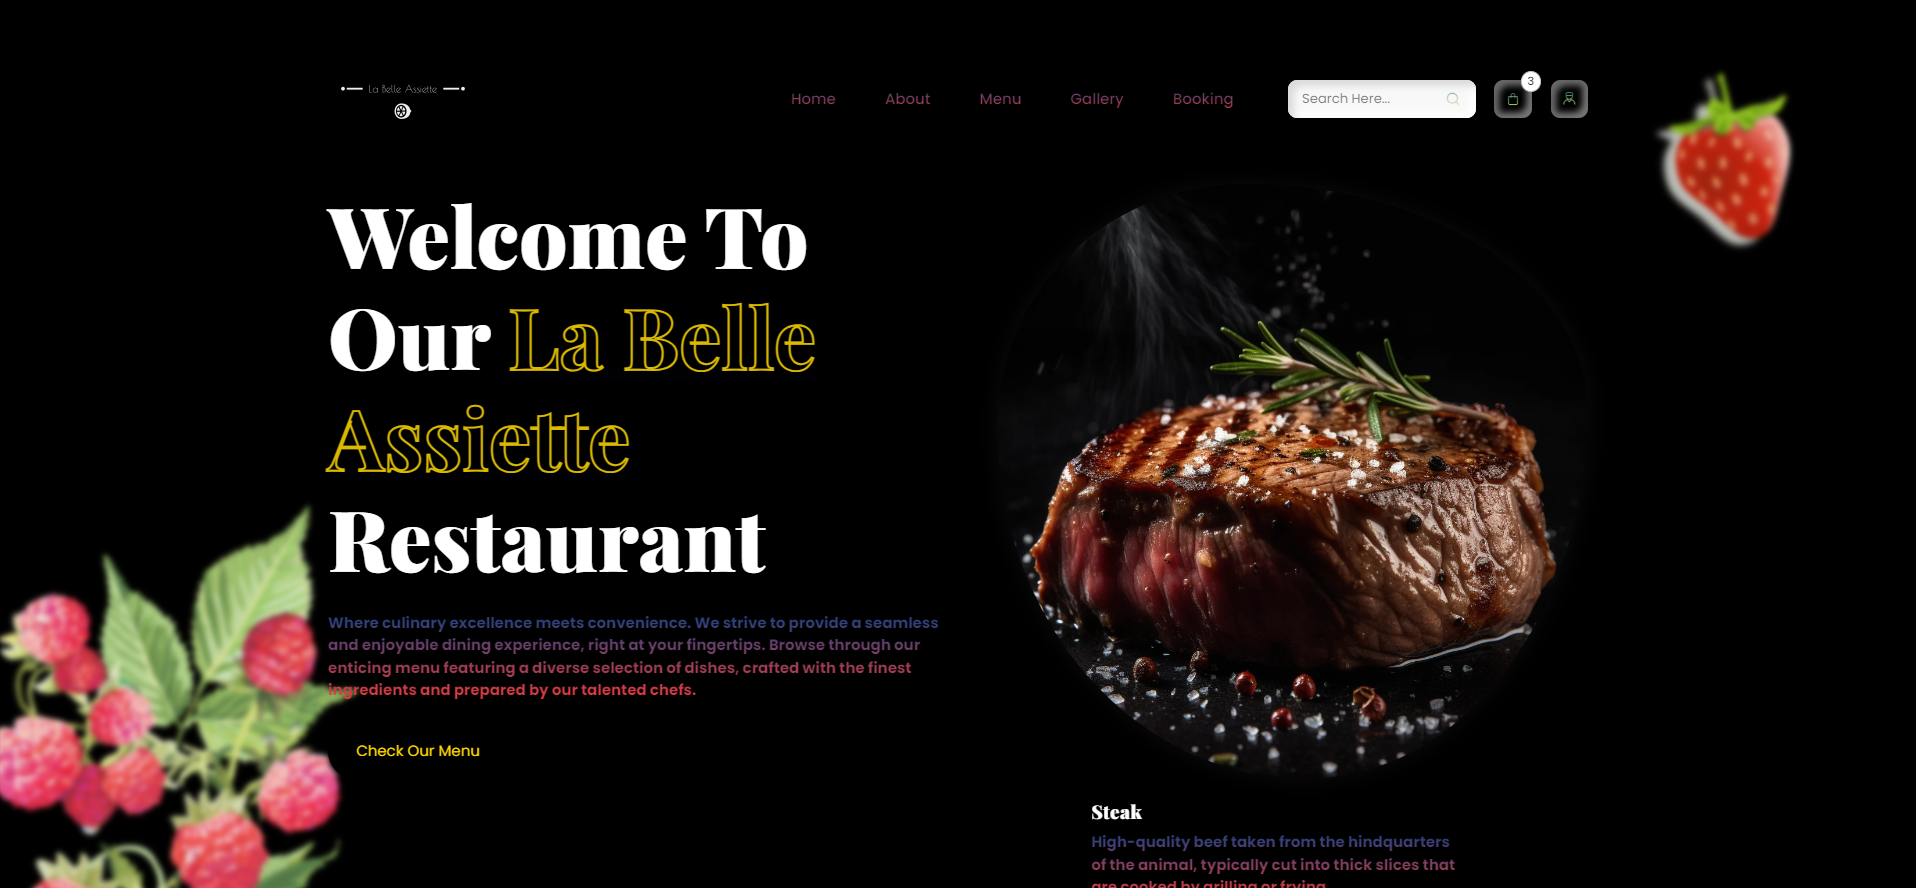 La Belle Assiette
Home
About
Menu
Gallery
Booking
Search Here...
3
Welcome To
Our La Belle
Assiette
Restaurant
Where culinary excellence meets convenience. We strive to provide a seamless
and enjoyable dining experience, right at your fingertips. Browse through our
enticing menu featuring a diverse selection of dishes, crafted with the finest
ingredients and prepared by our talented chefs.
Check Our Menu
Steak
High-quality beef taken from the hindquarters
of the animal, typically cut into thick slices that
are cooked by grilling or frying